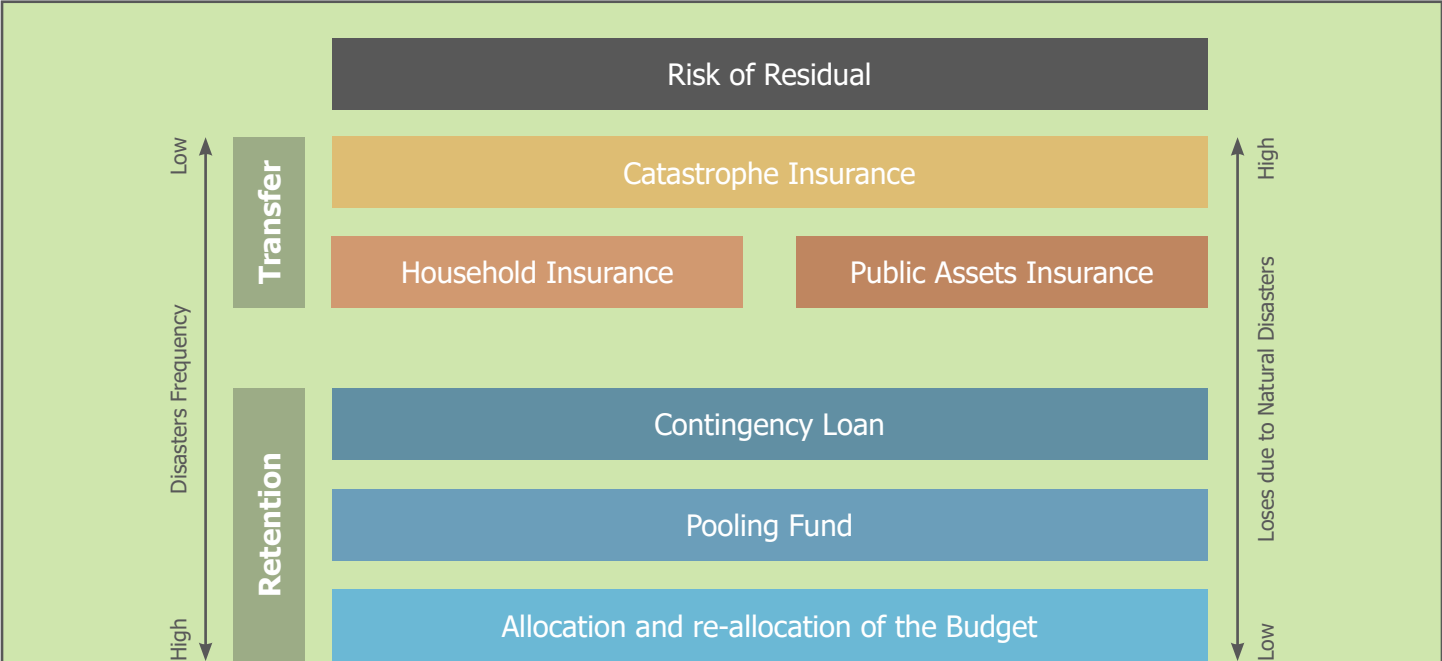 Risk of Residual
Low
Transfer
Catastrophe Insurance
High
Household Insurance
Public Assets Insurance
Disasters Frequency
Loses due to Natural Disasters
Retention
Contingency Loan
Pooling Fund
High
Allocation and re-allocation of the Budget
Low